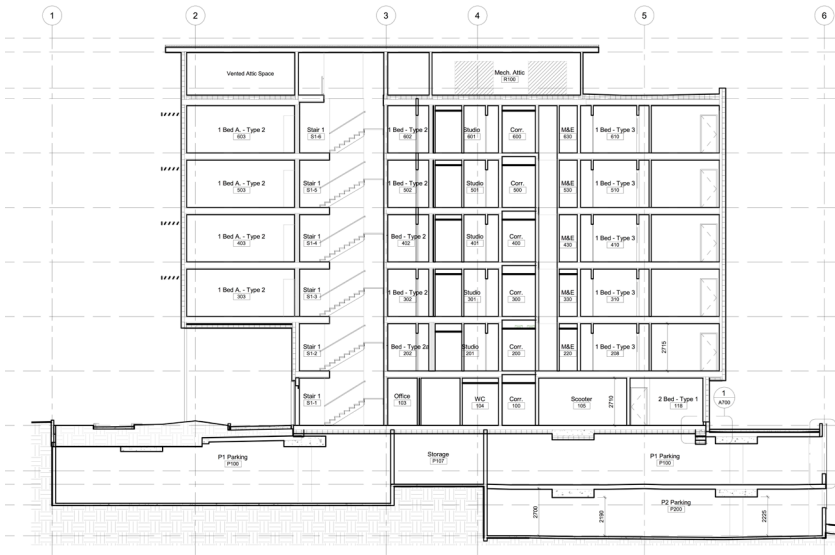 1
2
3
4
5
6
Vented Attic Space
Mech. Attic
R100
1 Bed A. - Type 2
603
Stair 1
S1-6
1 Bed - Type 2
602
Studio
601
Corr.
600
M&E
630
1 Bed - Type 3
610
1 Bed A. - Type 2
503
Stair 1
S1-5
1 Bed - Type 2
502
Studio
501
Corr.
500
M&E
530
1 Bed - Type 3
510
1 Bed A. - Type 2
403
Stair 1
S1-4
Bed - Type 2
402
Studio
401
Corr.
400
M&E
430
1 Bed - Type 3
410
1 Bed A. - Type 2
303
Stair 1
S1-3
1 Bed - Type 2
302
Studio
301
Corr.
300
M&E
330
1 Bed - Type 3
310
Stair 1
S1-2
Bed - Type 2a
202
Studio
201
Corr.
200
M&E
220
1 Bed - Type 3
208
2715
Stair 1
S1-1
Office
103
WC
104
Corr.
100
Scooter
105
2710
2 Bed - Type 1
118
1
A700
P1 Parking
P100
Storage
P107
P1 Parking
P100
P2 Parking
P200
2700
2190
2225